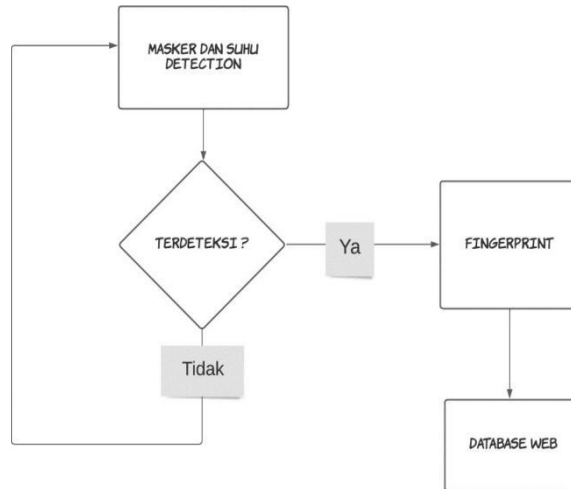 MASKER DAN SUHU
DETECTION
TERDETEKSI ?
Ya
FINGERPRINT
Tidak
DATABASE WEB